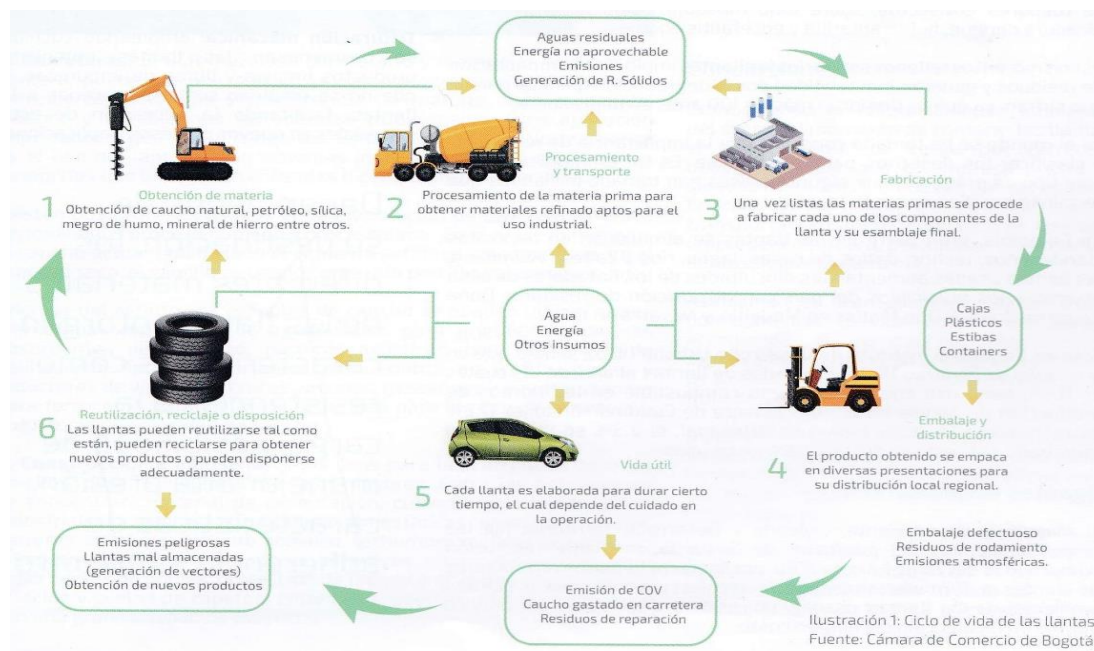 Aguas residuales
Energía no aprovechable
Emisiones
Generación de R. Sólidos
Obtención de materia
1
Obtención de caucho natural, petróleo, sílica,
megro de humo, mineral de hierro entre otros.
Procesamiento
y transporte
2
Procesamiento de la materia prima para
obtener materiales refinado aptos para el
uso industrial.
Fabricación
3
Una vez listas las materias primas se procede
a fabricar cada uno de los componentes de la
llanta y su esamblaje final.
Agua
Energía
Otros insumos
Cajas
Plásticos
Estibas
Containers
Embalaje y
distribución
4
El producto obtenido se empaca
en diversas presentaciones para
su distribución local regional.
Vida útil
5
Cada llanta es elaborada para durar cierto
tiempo, el cual depende del cuidado en
la operación.
Reutilización, reciclaje o disposición
6
Las llantas pueden reutilizarse tal como
están, pueden reciclarse para obtener
nuevos productos o pueden disponerse
adecuadamente.
Emisiones peligrosas
Llantas mal almacenadas
(generación de vectores)
Obtención de nuevos productos
Emisión de COV
Caucho gastado en carretera
Residuos de reparación
Embalaje defectuoso
Residuos de rodamiento
Emisiones atmosféricas.
Ilustración 1: Ciclo de vida de las llantas
Fuente: Cámara de Comercio de Bogotá